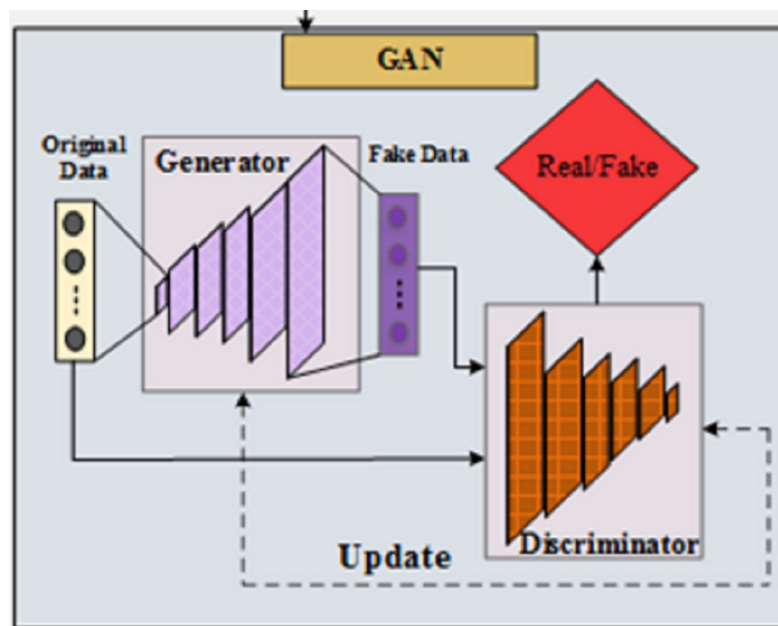 GAN
Original
Data
Generator
Fake Data
Real/Fake
Discriminator
Update